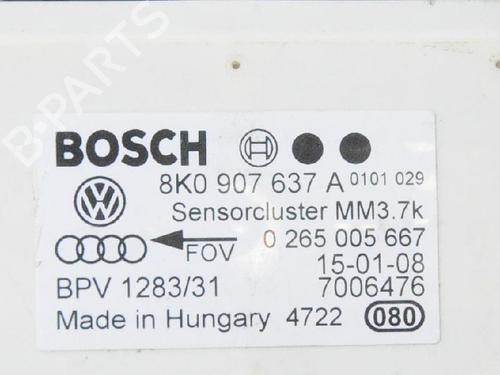 B-PARTS
BOSCH
8K0 907 637 A 0101 029
Sensorcluster MM3.7k
FOV 0 265 005 667
15-01-08
BPV 1283/31 7006476
Made in Hungary 4722 080